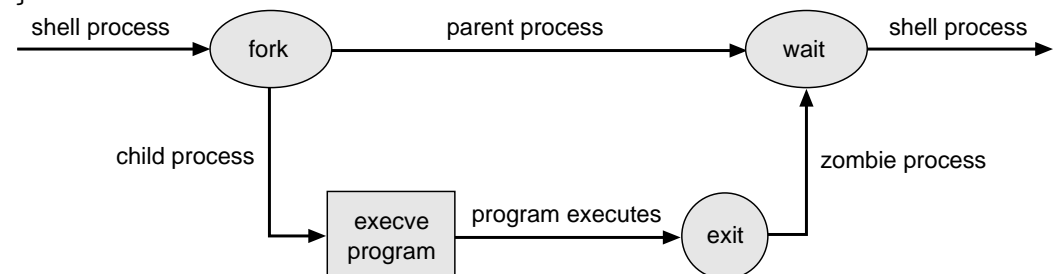 }
shell process
fork
parent process
wait
shell process
child process
zombie process
execve
program
program executes
exit